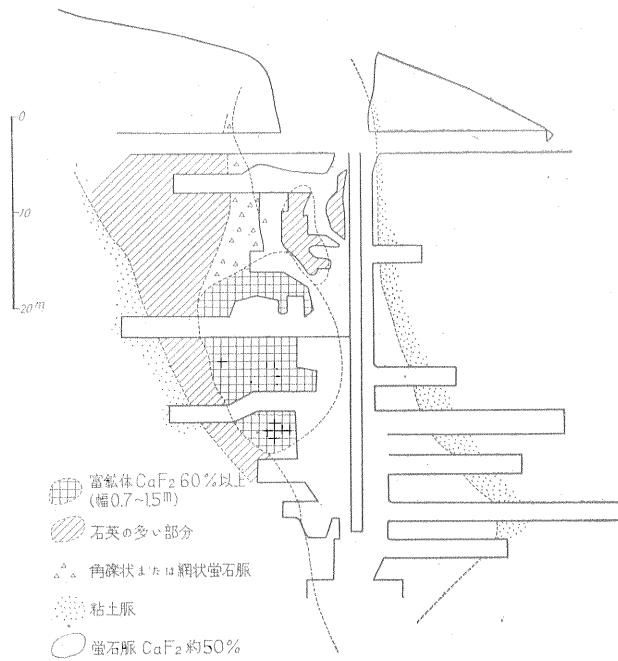 0
10
20m
富鉱体 CaF2 60%以上
(幅0.7~1.5m)
石英の多い部分
角礫状または網状螢石脈
粘土脈
螢石脈 CaF2 約50%